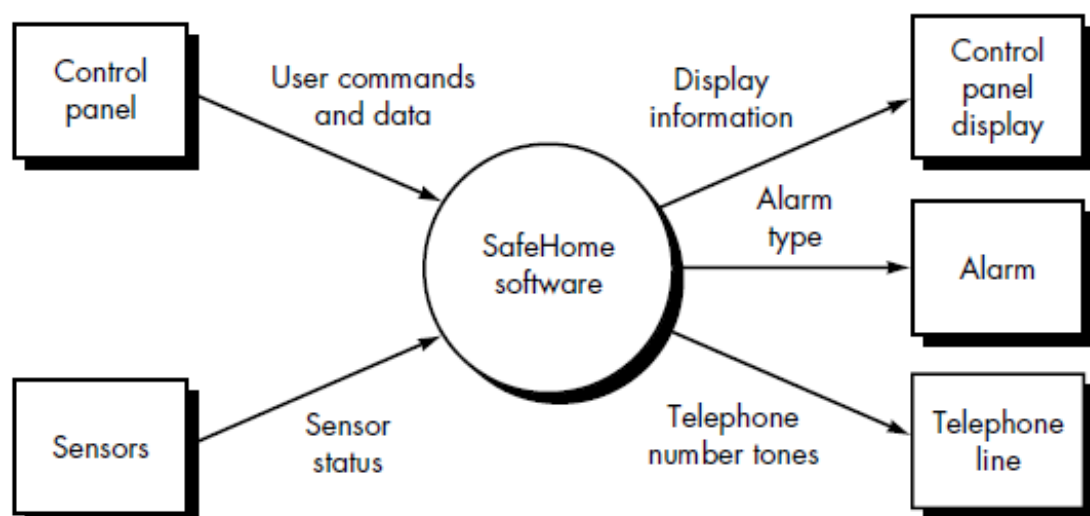 Control
panel
User commands
and data
Display
information
Control
panel
display
SafeHome
software
Alarm
type
Alarm
Sensors
Sensor
status
Telephone
number tones
Telephone
line